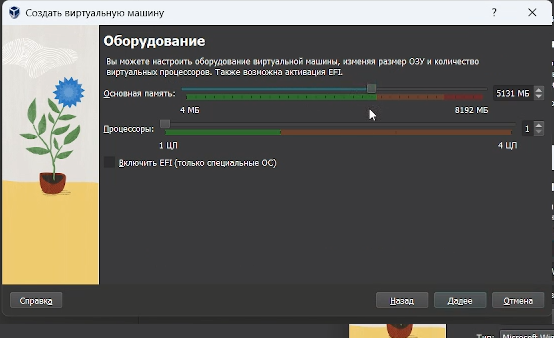 Создать виртуальную машину
Оборудование
Вы можете настроить оборудование виртуальной машины, изменяя размер ОЗУ и количество
виртуальных процессоров. Также возможна активация EFI.
Основная память: 5131 МБ
4 МБ 8192 МБ
Процессоры: 1
1 ЦП 4 ЦП
Включить EFI (только специальные ОС)
Справка Назад Далее Отмена
Тип: Microsoft Win